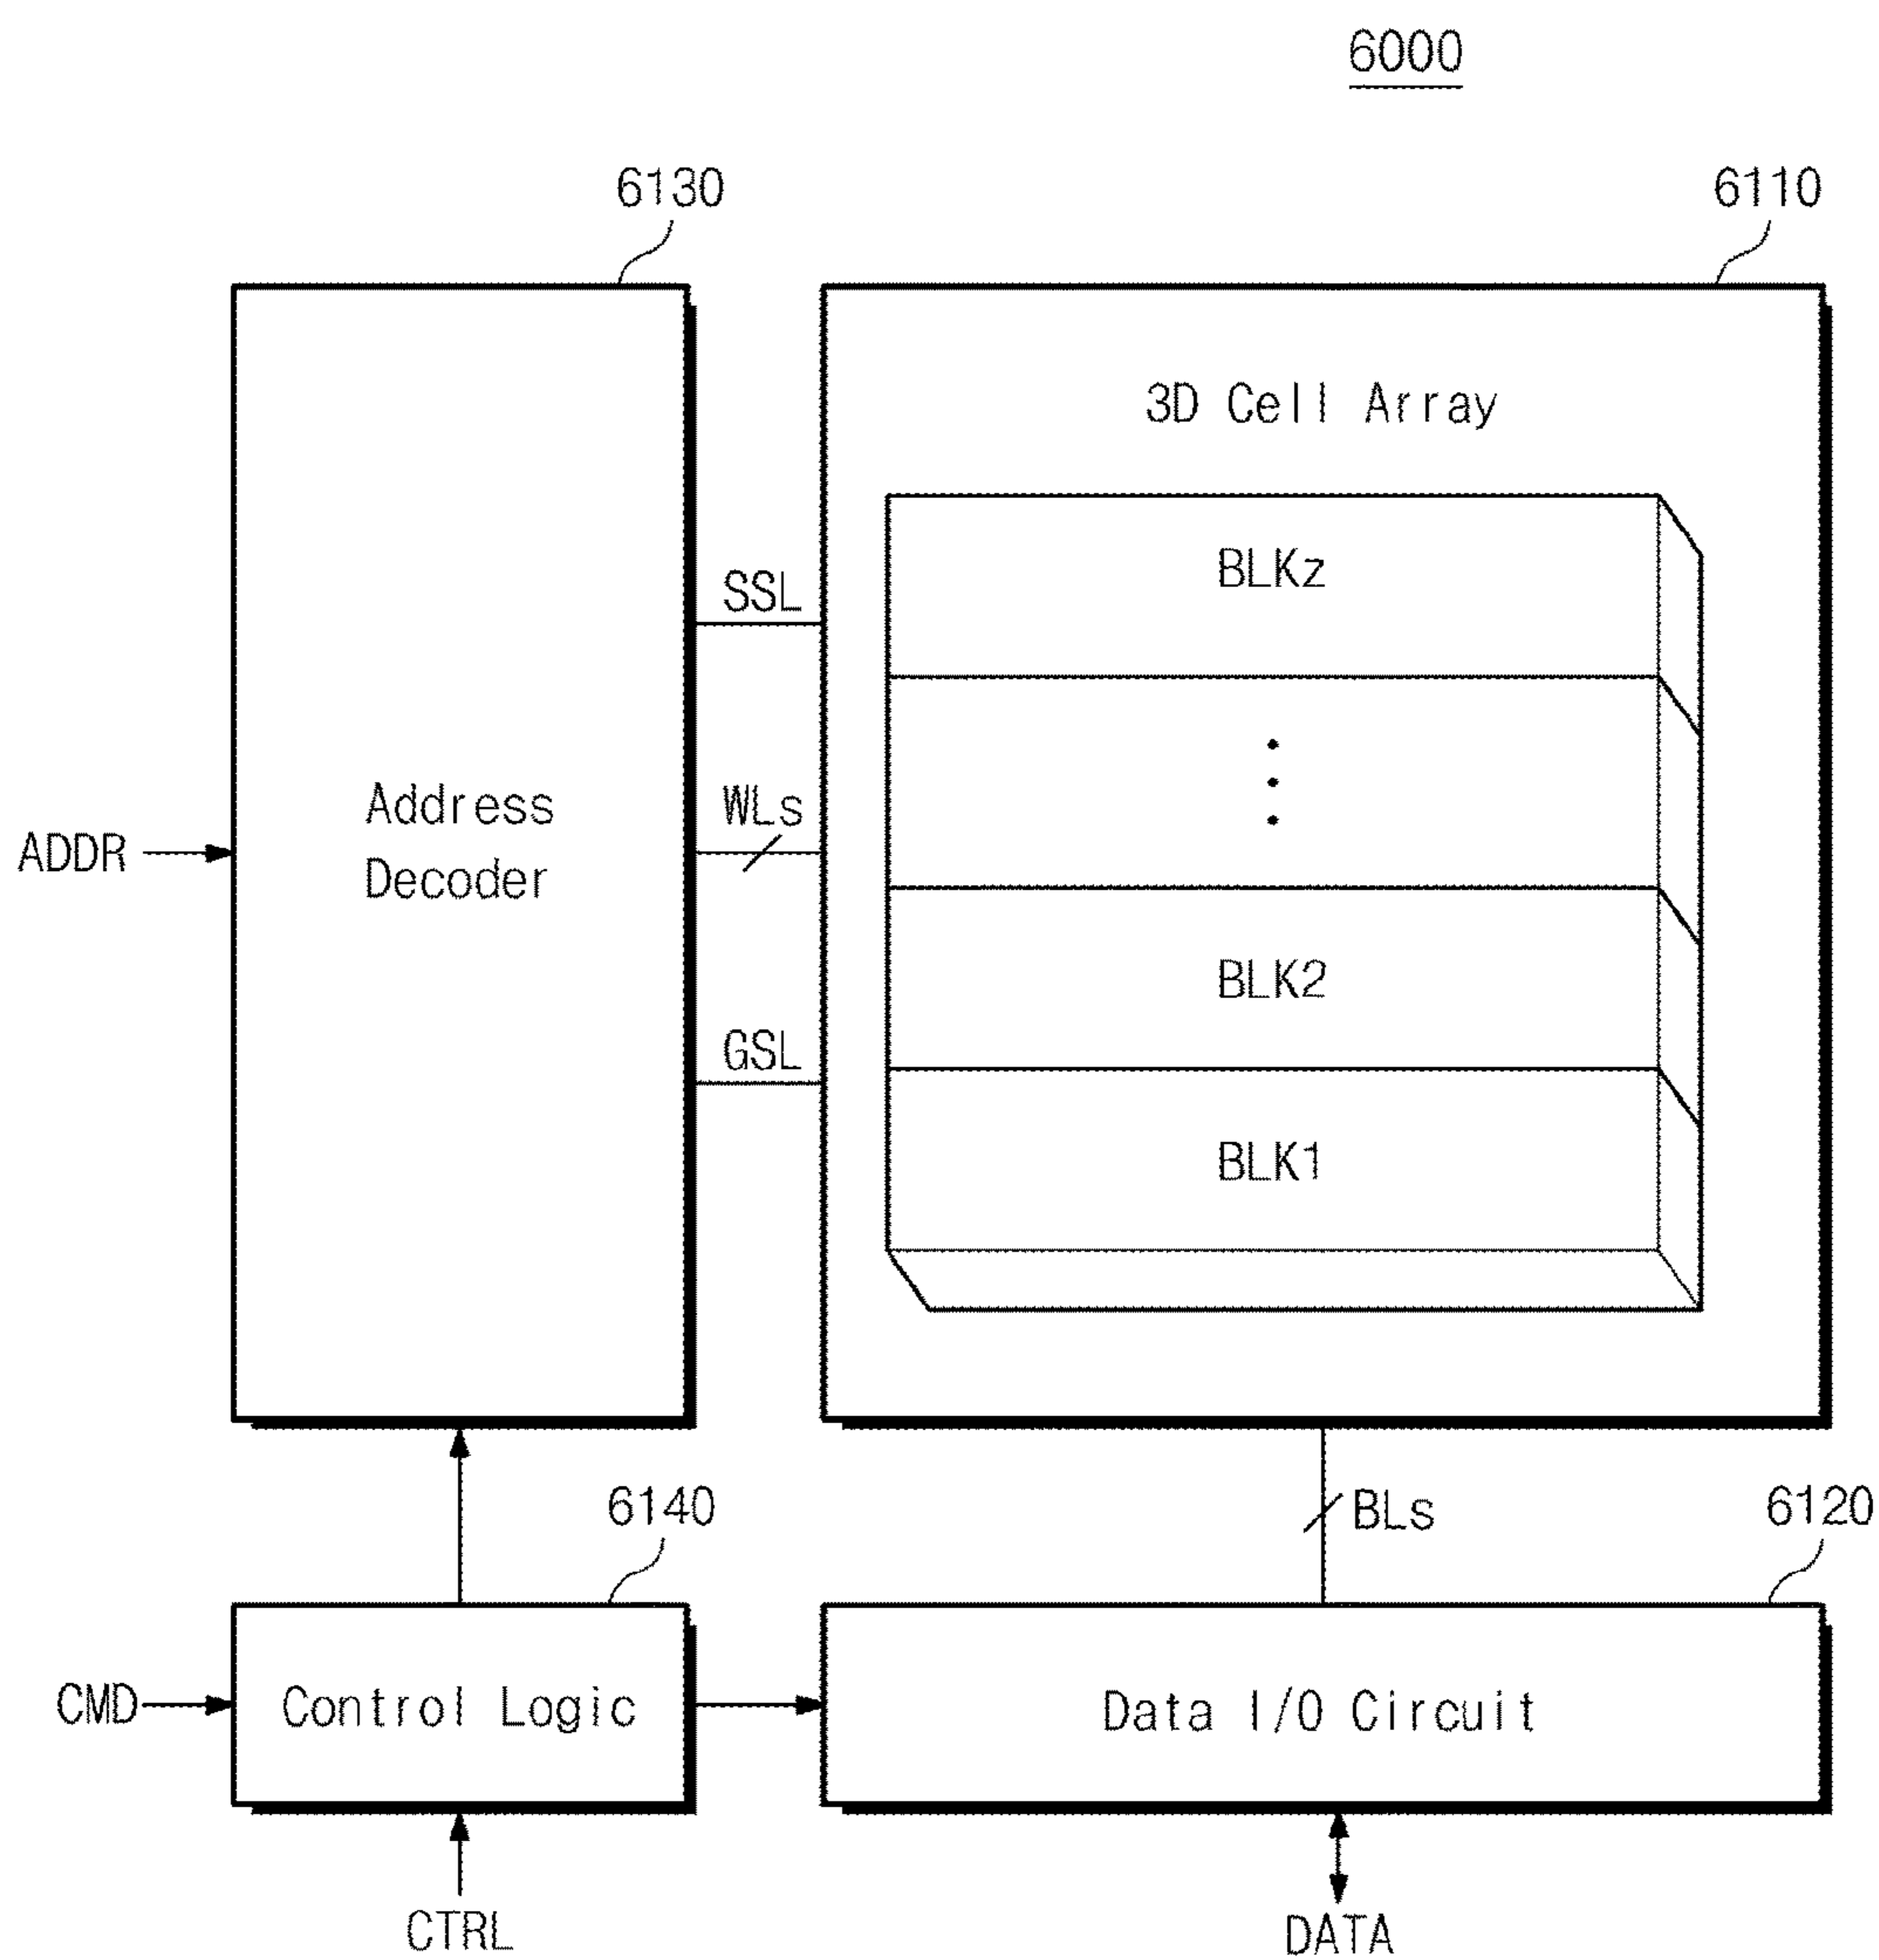 6000
6130
6110
3D Cell Array
BLKz
SSL
Address
Decoder
WLs
ADDR
BLK2
GSL
BLK1
6140
BLs
6120
CMD
Control Logic
Data I/O Circuit
CTRL
DATA